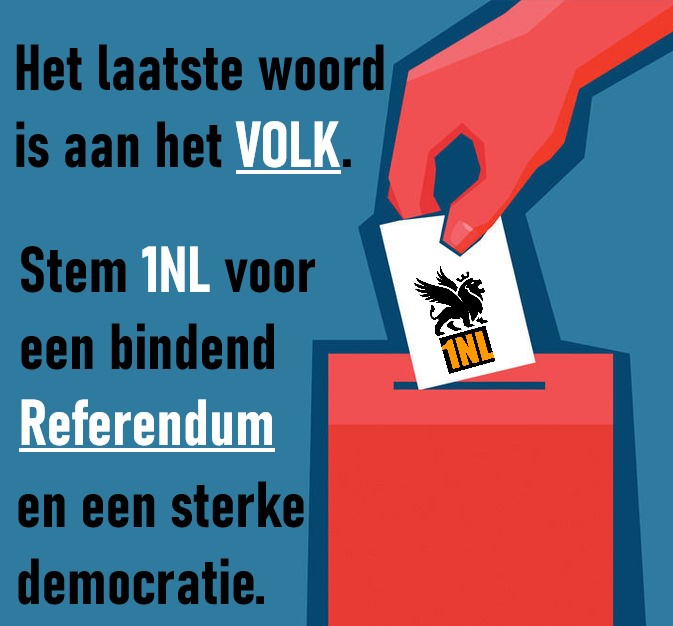 Het laatste woord
is aan het VOLK.
Stem 1NL voor
een bindend
Referendum
en een sterke
democratie.
1NL